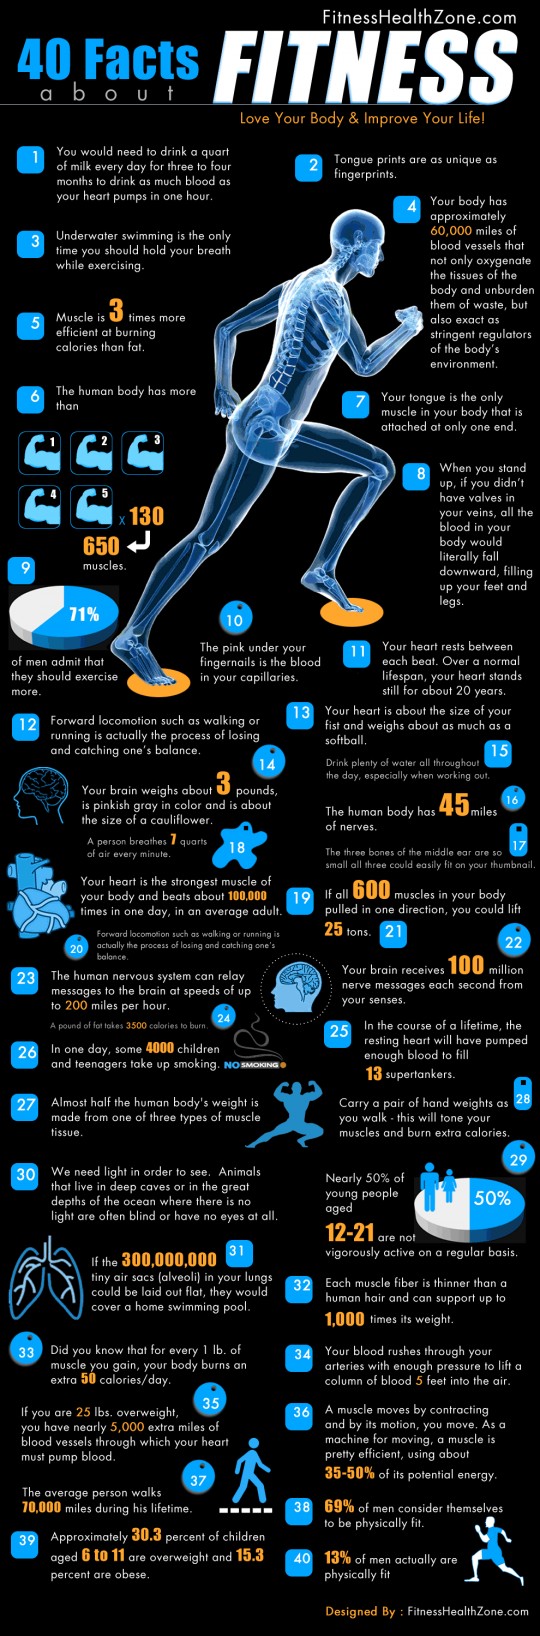 FitnessHealthZone.com
40 Facts
about
FITNESS
Love Your Body & Improve Your Life!
1
You would need to drink a quart
of milk every day for three to four
months to drink as much blood as
your heart pumps in one hour.
2
Tongue prints are as unique as
fingerprints.
3
Underwater swimming is the only
time you should hold your breath
while exercising.
4
Your body has
approximately
60,000 miles of
blood vessels that
not only oxygenate
the tissues of the
body and unburden
them of waste, but
also exact as
stringent regulators
of the body's
environment.
5
Muscle is 3 times more
efficient at burning
calories than fat.
6
The human body has more
than
1
2
3
4
5
x 130
650
muscles.
7
Your tongue is the only
muscle in your body that is
attached at only one end.
8
When you stand
up, if you didn't
have valves in
your veins, all the
blood in your
body would
literally fall
downward, filling
up your feet and
legs.
9
71%
of men admit that
they should exercise
more.
10
The pink under your
fingernails is the blood
in your capillaries.
11
Your heart rests between
each beat. Over a normal
lifespan, your heart stands
still for about 20 years.
12
Forward locomotion such as walking or
running is actually the process of losing
and catching one's balance.
13
Your heart is about the size of your
fist and weighs about as much as a
softball.
14
Your brain weighs about 3 pounds,
is pinkish gray in color and is about
the size of a cauliflower.
15
Drink plenty of water all throughout
the day, especially when working out.
16
The human body has 45 miles
of nerves.
17
The three bones of the middle ear are so
small all three could easily fit on your thumbnail.
18
A person breathes 7 quarts
of air every minute.
Your heart is the strongest muscle of
your body and beats about 100,000
times in one day, in an average adult.
19
If all 600 muscles in your body
pulled in one direction, you could lift
25 tons.
20
Forward locomotion such as walking or running is
actually the process of losing and catching one's
balance.
21
22
Your brain receives 100 million
nerve messages each second from
your senses.
23
The human nervous system can relay
messages to the brain at speeds of up
to 200 miles per hour.
24
A pound of fat takes 3500 calories to burn.
25
In the course of a lifetime, the
resting heart will have pumped
enough blood to fill
13 supertankers.
26
In one day, some 4000 children
and teenagers take up smoking.
NO SMOKING
27
Almost half the human body's weight is
made from one of three types of muscle
tissue.
28
Carry a pair of hand weights as
you walk - this will tone your
muscles and burn extra calories.
29
Nearly 50% of
young people
aged
12-21 are not
vigorously active on a regular basis.
50%
30
We need light in order to see. Animals
that live in deep caves or in the great
depths of the ocean where there is no
light are often blind or have no eyes at all.
31
If the 300,000,000
tiny air sacs (alveoli) in your lungs
could be laid out flat, they would
cover a home swimming pool.
32
Each muscle fiber is thinner than a
human hair and can support up to
1,000 times its weight.
33
Did you know that for every 1 lb. of
muscle you gain, your body burns an
extra 50 calories/day.
34
Your blood rushes through your
arteries with enough pressure to lift a
column of blood 5 feet into the air.
35
If you are 25 lbs. overweight,
you have nearly 5,000 extra miles of
blood vessels through which your heart
must pump blood.
36
A muscle moves by contracting
and by its motion, you move. As a
machine for moving, a muscle is
pretty efficient, using about
35-50% of its potential energy.
37
The average person walks
70,000 miles during his lifetime.
38
69% of men consider themselves
to be physically fit.
39
Approximately 30.3 percent of children
aged 6 to 11 are overweight and 15.3
percent are obese.
40
13% of men actually are
physically fit
Designed By : FitnessHealthZone.com